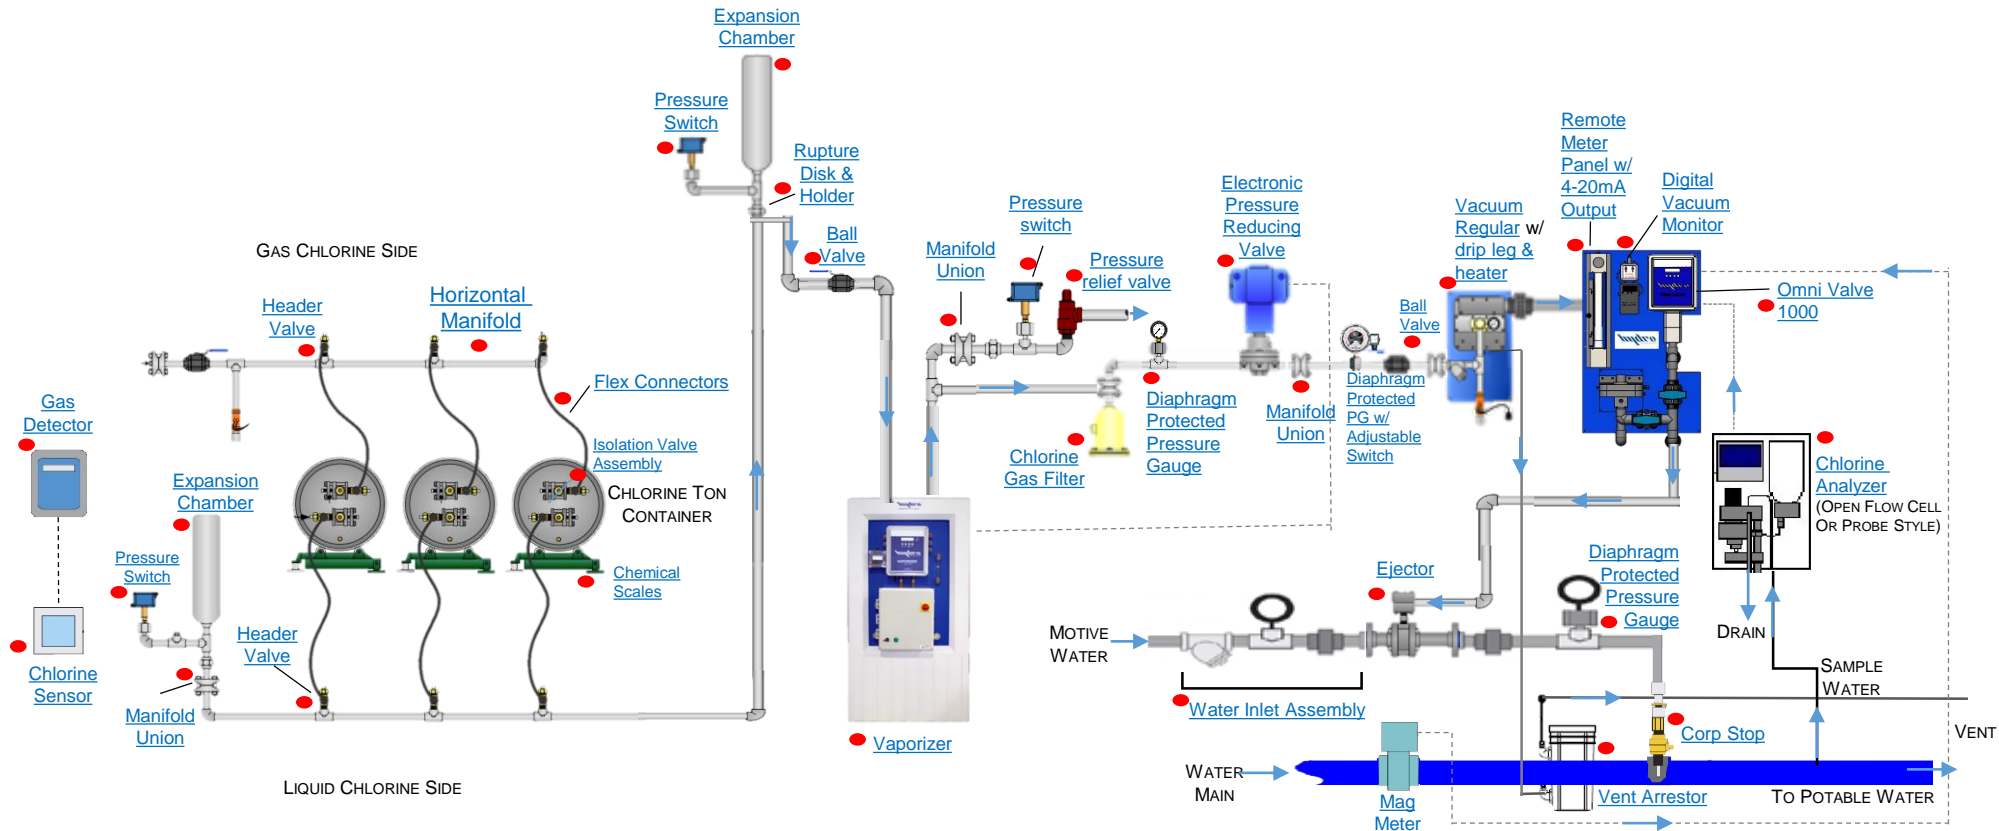 Expansion
Chamber
Pressure
Switch
Rupture
Disk &
Holder
Ball
Valve
GAS CHLORINE SIDE
Header
Valve
Horizontal
Manifold
Flex Connectors
Isolation Valve
Assembly
CHLORINE TON
CONTAINER
Chemical
Scales
Gas
Detector
Chlorine
Sensor
Expansion
Chamber
Pressure
Switch
Manifold
Union
Header
Valve
LIQUID CHLORINE SIDE
Vaporizer
Manifold
Union
Pressure
switch
Pressure
relief valve
Chlorine
Gas Filter
Diaphragm
Protected
Pressure
Gauge
Electronic
Pressure
Reducing
Valve
Manifold
Union
Diaphragm
Protected
PG w/
Adjustable
Switch
Ball
Valve
Vacuum
Regular w/
drip leg &
heater
Remote
Meter
Panel w/
4-20mA
Output
Digital
Vacuum
Monitor
Omni Valve
1000
hydro
Chlorine
Analyzer
(OPEN FLOW CELL
OR PROBE STYLE)
DRAIN
SAMPLE
WATER
Ejector
Diaphragm
Protected
Pressure
Gauge
MOTIVE
WATER
Water Inlet Assembly
Corp Stop
VENT
WATER
MAIN
Mag
Meter
Vent Arrestor
TO POTABLE WATER